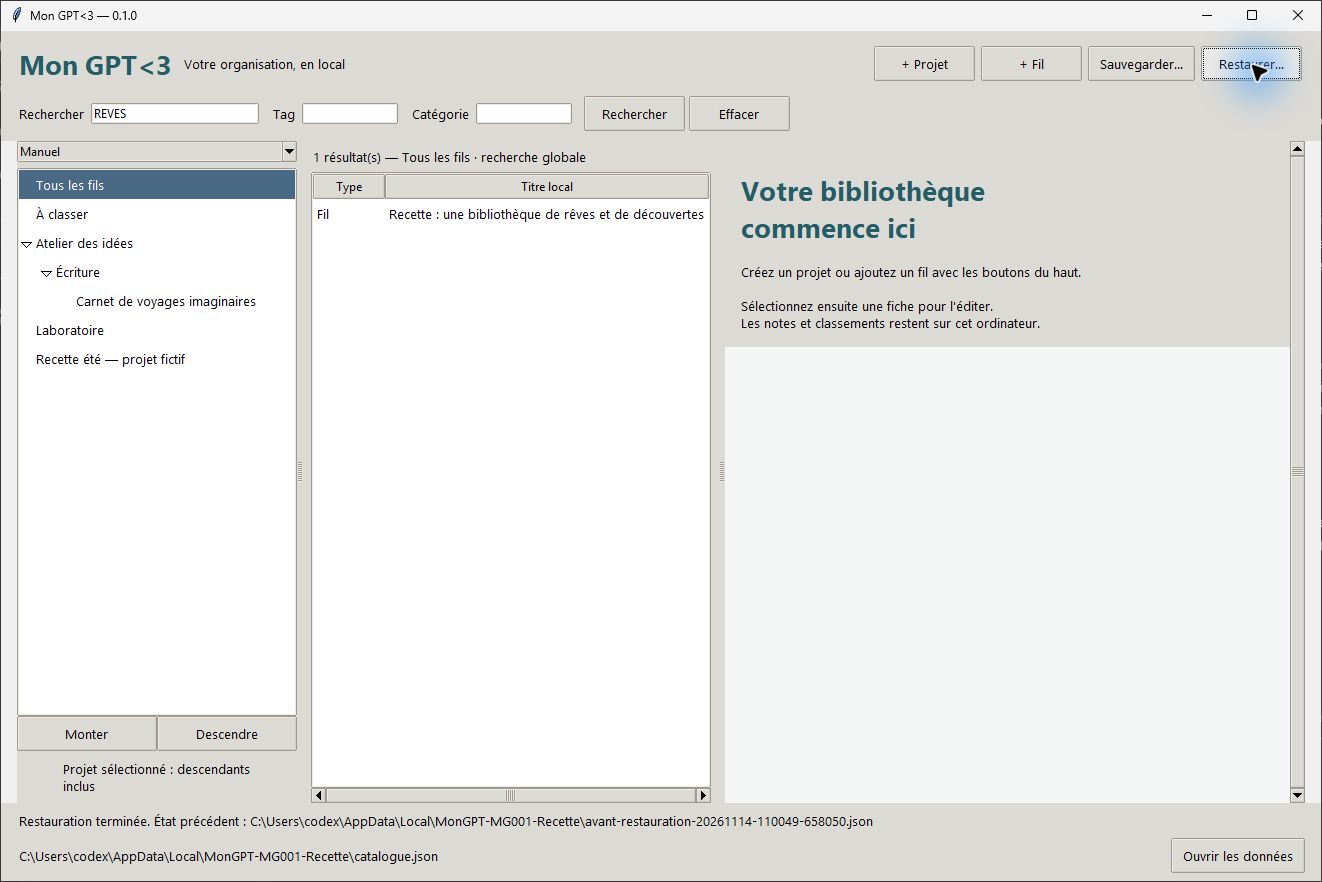 Mon GPT<3 — 0.1.0
Mon GPT<3 Votre organisation, en local + Projet + Fil Sauvegarder... Restaurer...
Rechercher REVES Tag Catégorie Rechercher Effacer
Manuel
Tous les fils
À classer
Atelier des idées
Écriture
Carnet de voyages imaginaires
Laboratoire
Recette été — projet fictif
Monter Descendre
Projet sélectionné : descendants
inclus
1 résultat(s) — Tous les fils · recherche globale
Type Titre local
Fil Recette : une bibliothèque de rêves et de découvertes
Votre bibliothèque
commence ici
Créez un projet ou ajoutez un fil avec les boutons du haut.
Sélectionnez ensuite une fiche pour l'éditer.
Les notes et classements restent sur cet ordinateur.
Restauration terminée. État précédent : C:\Users\codex\AppData\Local\MonGPT-MG001-Recette\avant-restauration-20261114-110049-658050.json
C:\Users\codex\AppData\Local\MonGPT-MG001-Recette\catalogue.json Ouvrir les données